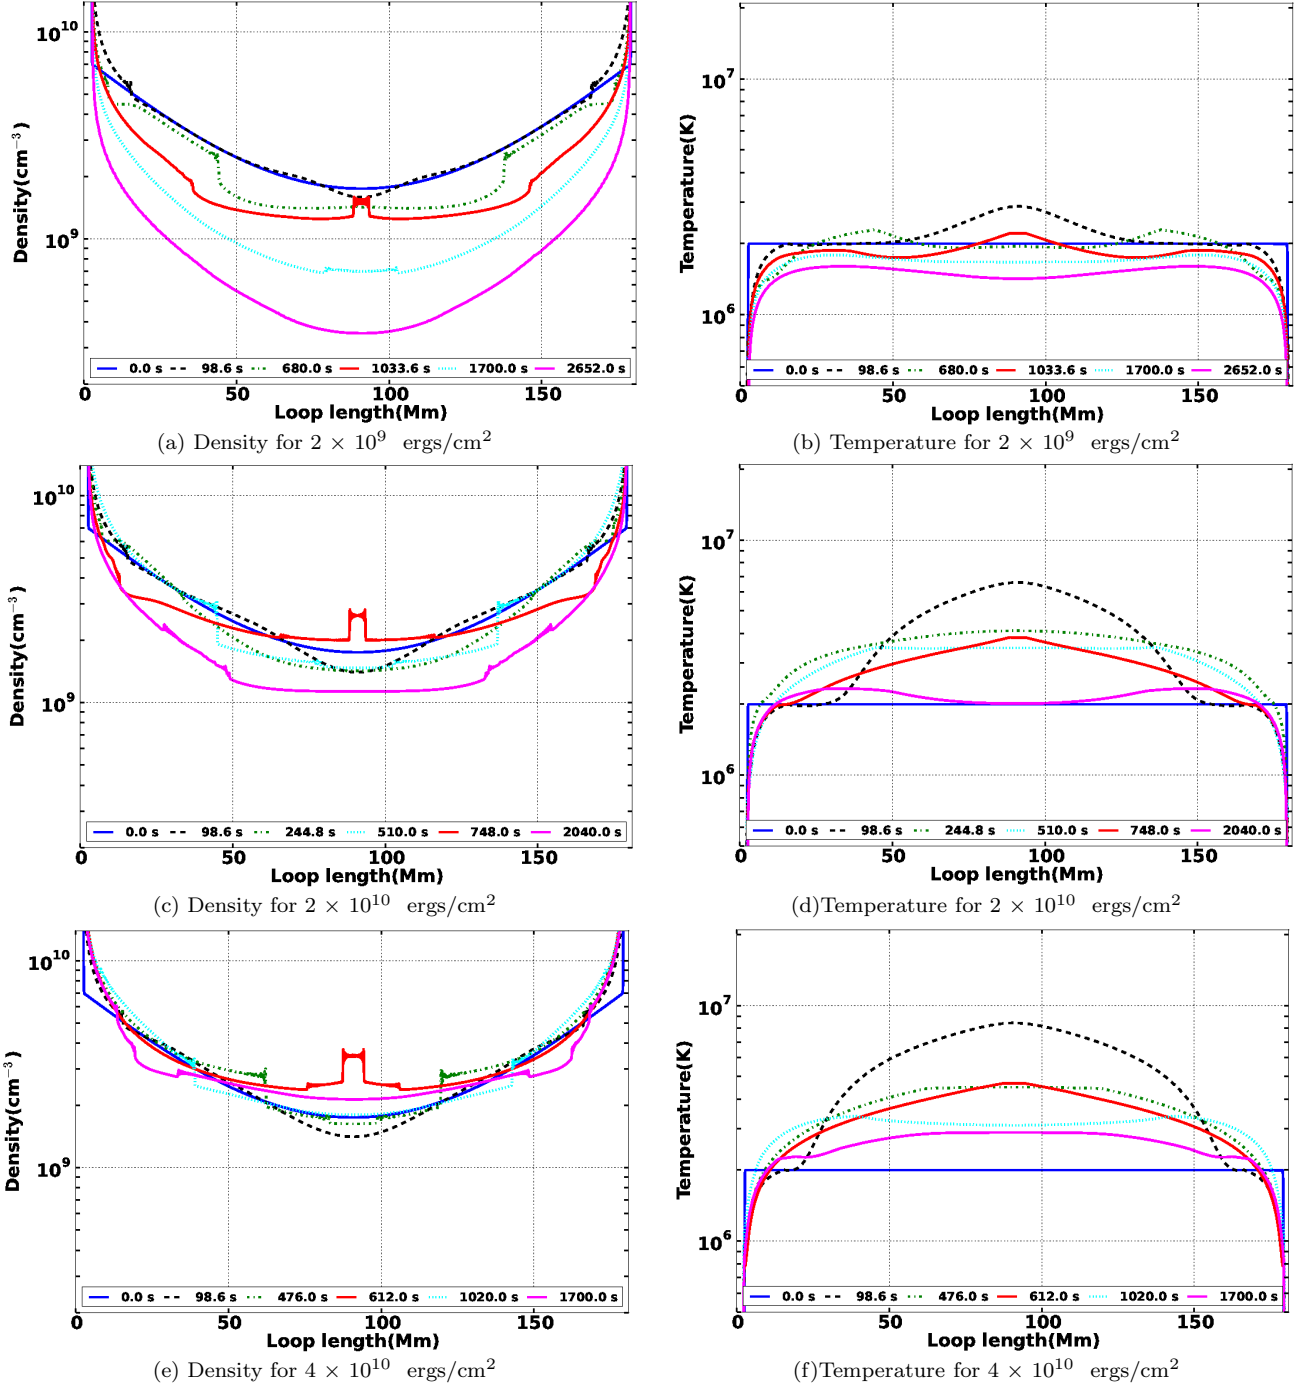 10^10
10^9
Density(cm^−3)
0.0 s 98.6 s 680.0 s 1033.6 s 1700.0 s 2652.0 s
0 50 100 150
Loop length(Mm)
(a) Density for 2 × 10^9 ergs/cm^2
10^7
10^6
Temperature(K)
0.0 s 98.6 s 680.0 s 1033.6 s 1700.0 s 2652.0 s
0 50 100 150
Loop length(Mm)
(b) Temperature for 2 × 10^9 ergs/cm^2
10^10
10^9
Density(cm^−3)
0.0 s 98.6 s 244.8 s 510.0 s 748.0 s 2040.0 s
0 50 100 150
Loop length(Mm)
(c) Density for 2 × 10^10 ergs/cm^2
10^7
10^6
Temperature(K)
0.0 s 98.6 s 244.8 s 510.0 s 748.0 s 2040.0 s
0 50 100 150
Loop length(Mm)
(d)Temperature for 2 × 10^10 ergs/cm^2
10^10
10^9
Density(cm^−3)
0.0 s 98.6 s 476.0 s 612.0 s 1020.0 s 1700.0 s
0 50 100 150
Loop length(Mm)
(e) Density for 4 × 10^10 ergs/cm^2
10^7
10^6
Temperature(K)
0.0 s 98.6 s 476.0 s 612.0 s 1020.0 s 1700.0 s
0 50 100 150
Loop length(Mm)
(f)Temperature for 4 × 10^10 ergs/cm^2